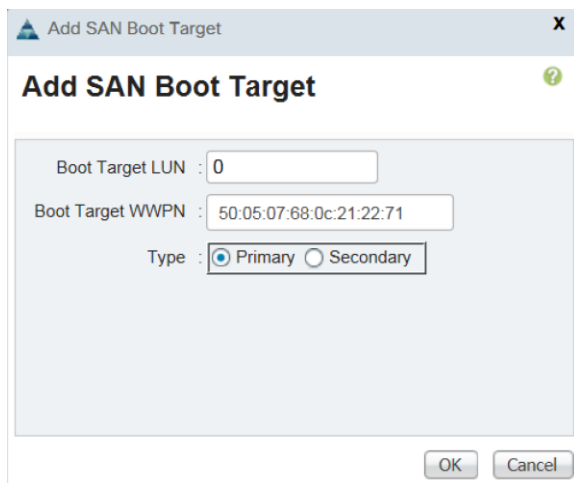 Add SAN Boot Target X
Add SAN Boot Target ?
Boot Target LUN : 0
Boot Target WWPN : 50:05:07:68:0c:21:22:71
Type : Primary Secondary
OK Cancel